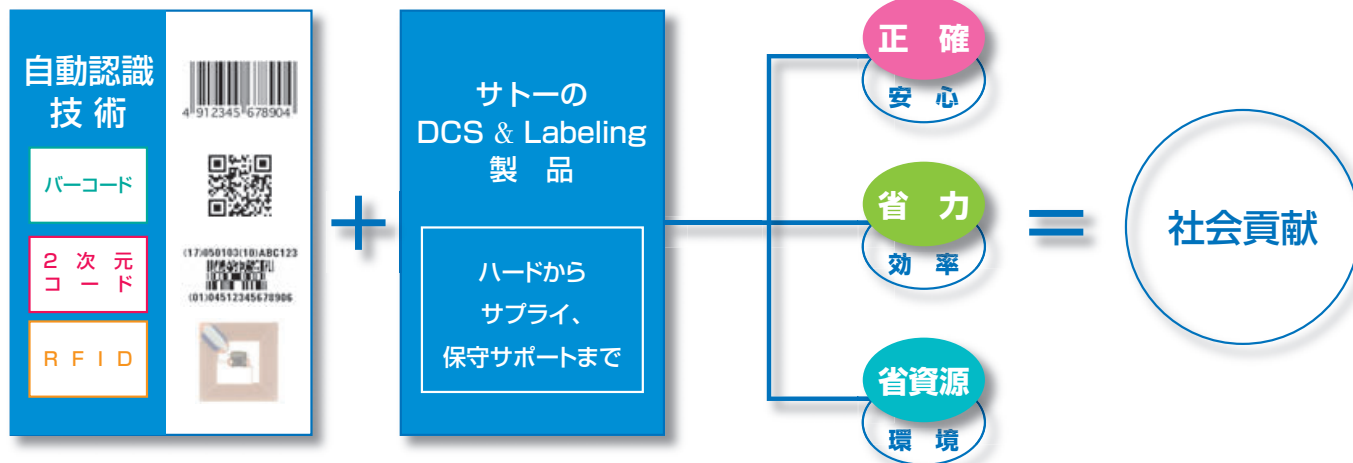 自動認識
技術
バーコード
2次元
コード
RFID
4 912345 678904
(17)050103(10)ABC123
(01)04512345678906
+
サトーの
DCS & Labeling
製品
ハードから
サプライ、
保守サポートまで
正確
安心
省力
効率
省資源
環境
=
社会貢献